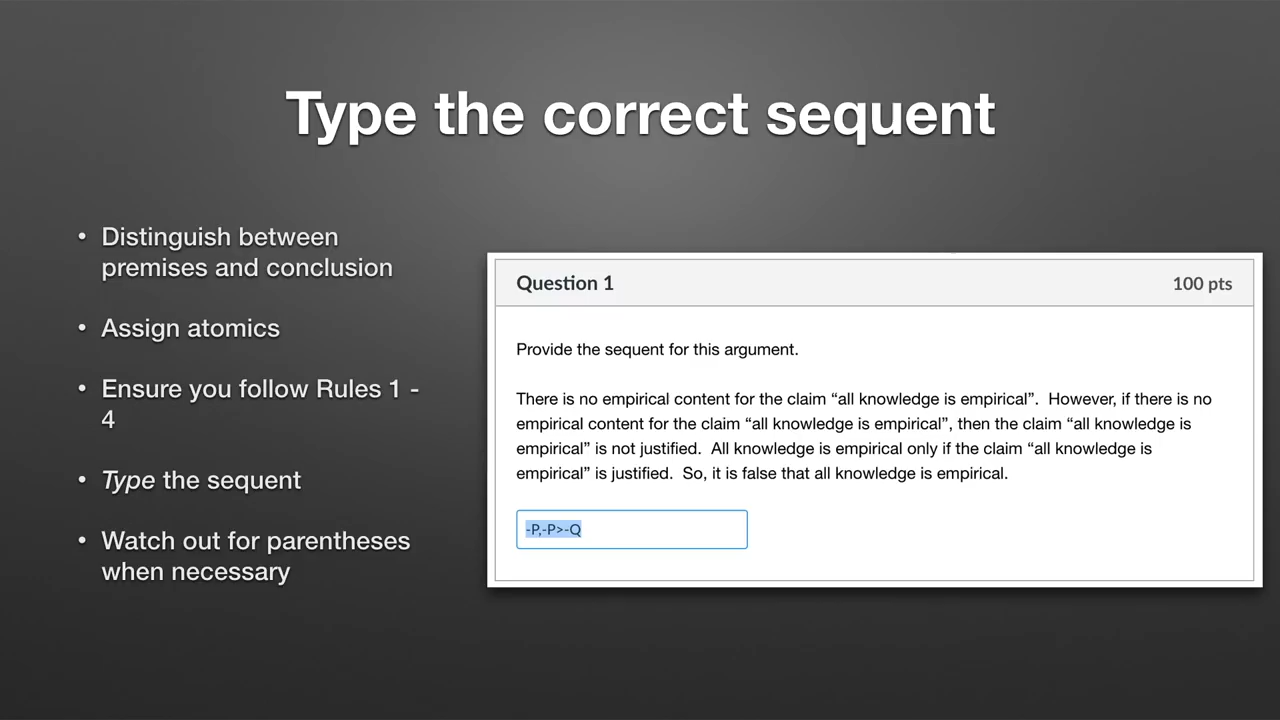 Type the correct sequent
• Distinguish between
premises and conclusion
• Assign atomics
• Ensure you follow Rules 1 -
4
• Type the sequent
• Watch out for parentheses
when necessary
Question 1 100 pts
Provide the sequent for this argument.
There is no empirical content for the claim “all knowledge is empirical”. However, if there is no
empirical content for the claim “all knowledge is empirical”, then the claim “all knowledge is
empirical” is not justified. All knowledge is empirical only if the claim “all knowledge is
empirical” is justified. So, it is false that all knowledge is empirical.
-P,-P>-Q